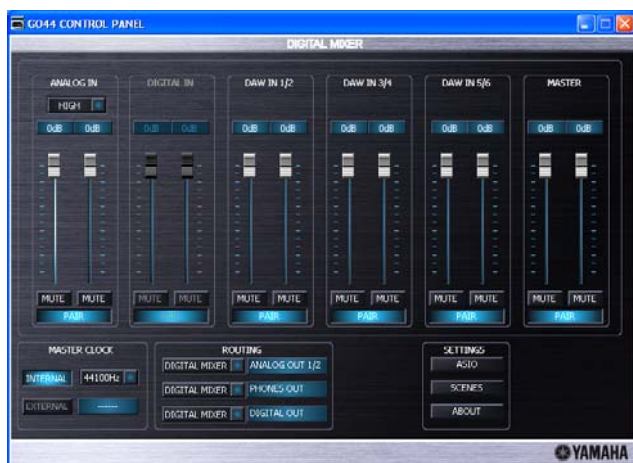 GO44 CONTROL PANEL
DIGITAL MIXER
ANALOG IN DIGITAL IN DAW IN 1/2 DAW IN 3/4 DAW IN 5/6 MASTER
HIGH
0dB 0dB 0dB 0dB 0dB 0dB 0dB 0dB 0dB 0dB 0dB 0dB
MUTE MUTE MUTE MUTE MUTE MUTE MUTE MUTE MUTE MUTE MUTE MUTE
PAIR PAIR PAIR PAIR PAIR
MASTER CLOCK ROUTING SETTINGS
DIGITAL MIXER ANALOG OUT 1/2 ASIO
INTERNAL 44100Hz
DIGITAL MIXER PHONES OUT SCENES
EXTERNAL ------
DIGITAL MIXER DIGITAL OUT ABOUT
YAMAHA